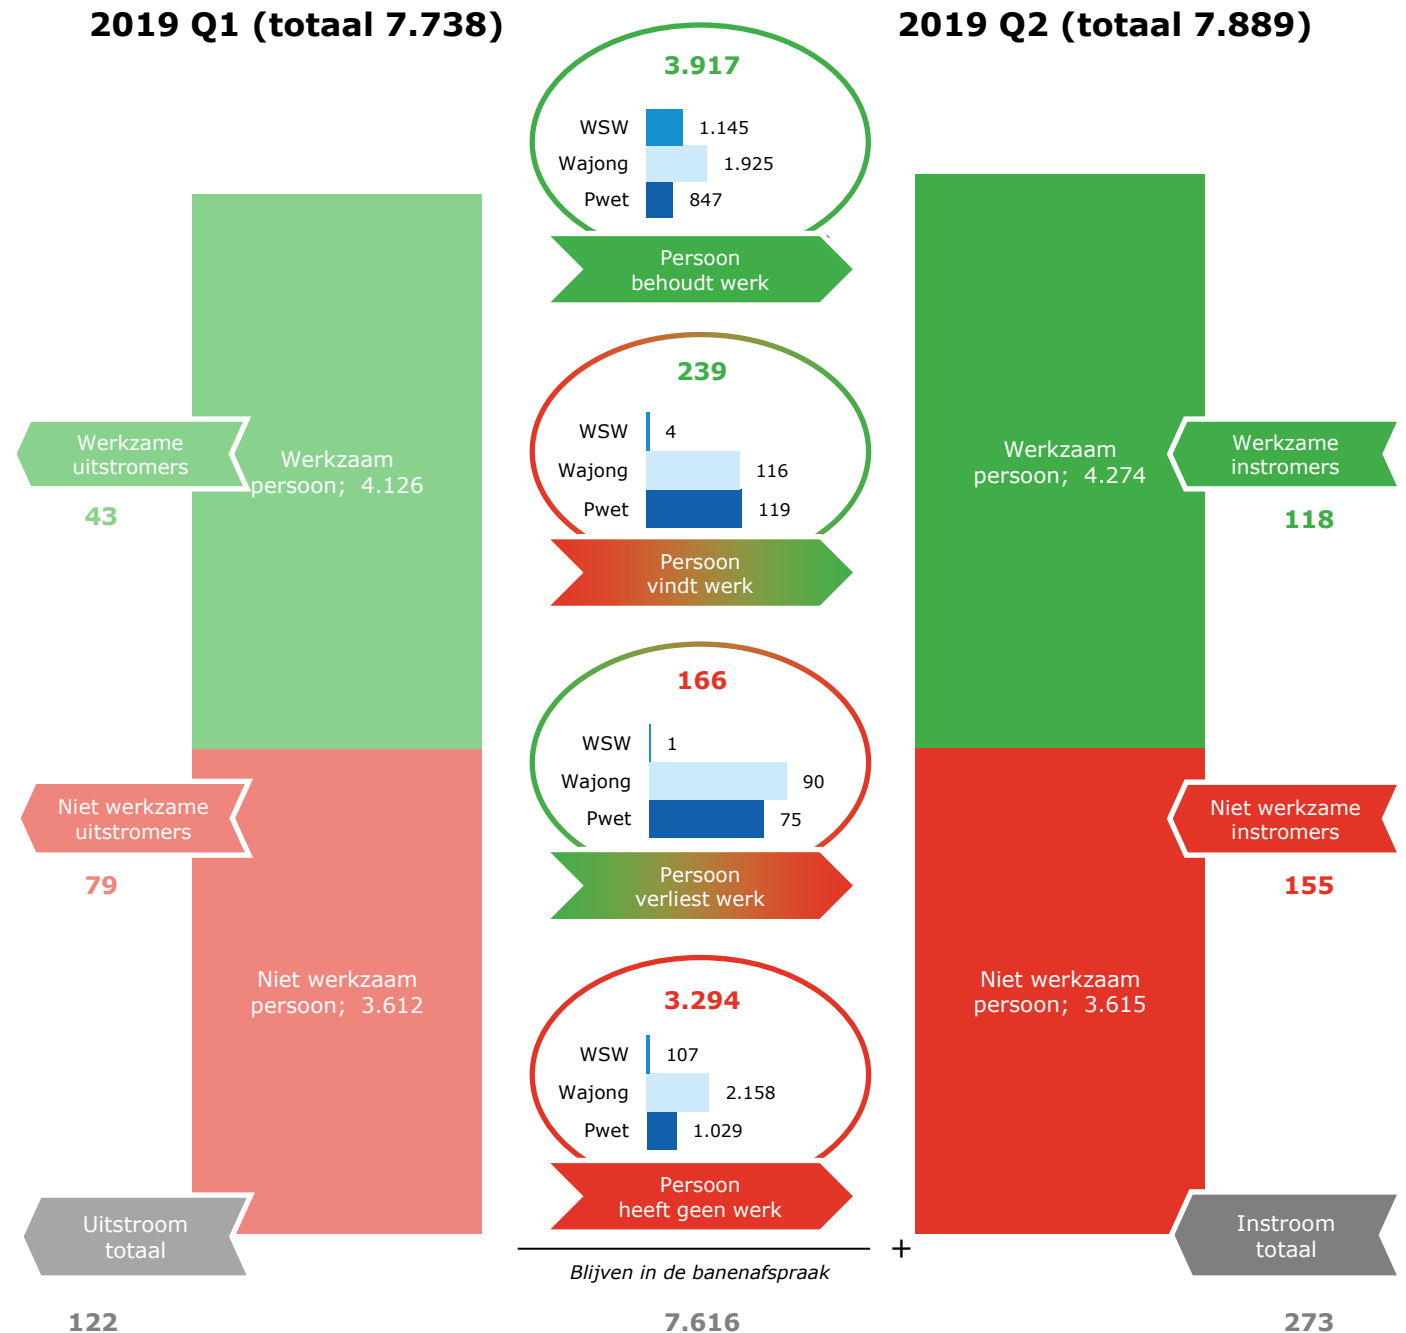 2019 Q1 (totaal 7.738)
2019 Q2 (totaal 7.889)
3.917
WSW 1.145
Wajong 1.925
Pwet 847
Persoon
behoudt werk
239
WSW 4
Wajong 116
Pwet 119
Persoon
vindt werk
166
WSW 1
Wajong 90
Pwet 75
Persoon
verliest werk
3.294
WSW 107
Wajong 2.158
Pwet 1.029
Persoon
heeft geen werk
Werkzame
uitstromers
43
Werkzaam
persoon; 4.126
Niet werkzame
uitstromers
79
Niet werkzaam
persoon; 3.612
Uitstroom
totaal
122
Werkzaam
persoon; 4.274
Werkzame
instromers
118
Niet werkzame
instromers
155
Niet werkzaam
persoon; 3.615
Instroom
totaal
273
+
Blijven in de banenafspraak
7.616